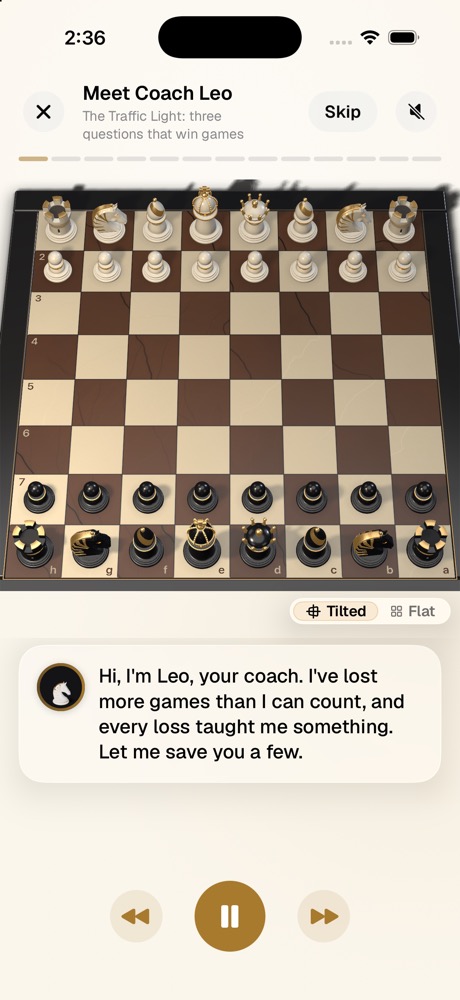 2:36
Meet Coach Leo
The Traffic Light: three
questions that win games
Skip
2
3
4
5
6
7
h g f e d c b a
Tilted
Flat
Hi, I'm Leo, your coach. I've lost
more games than I can count, and
every loss taught me something.
Let me save you a few.